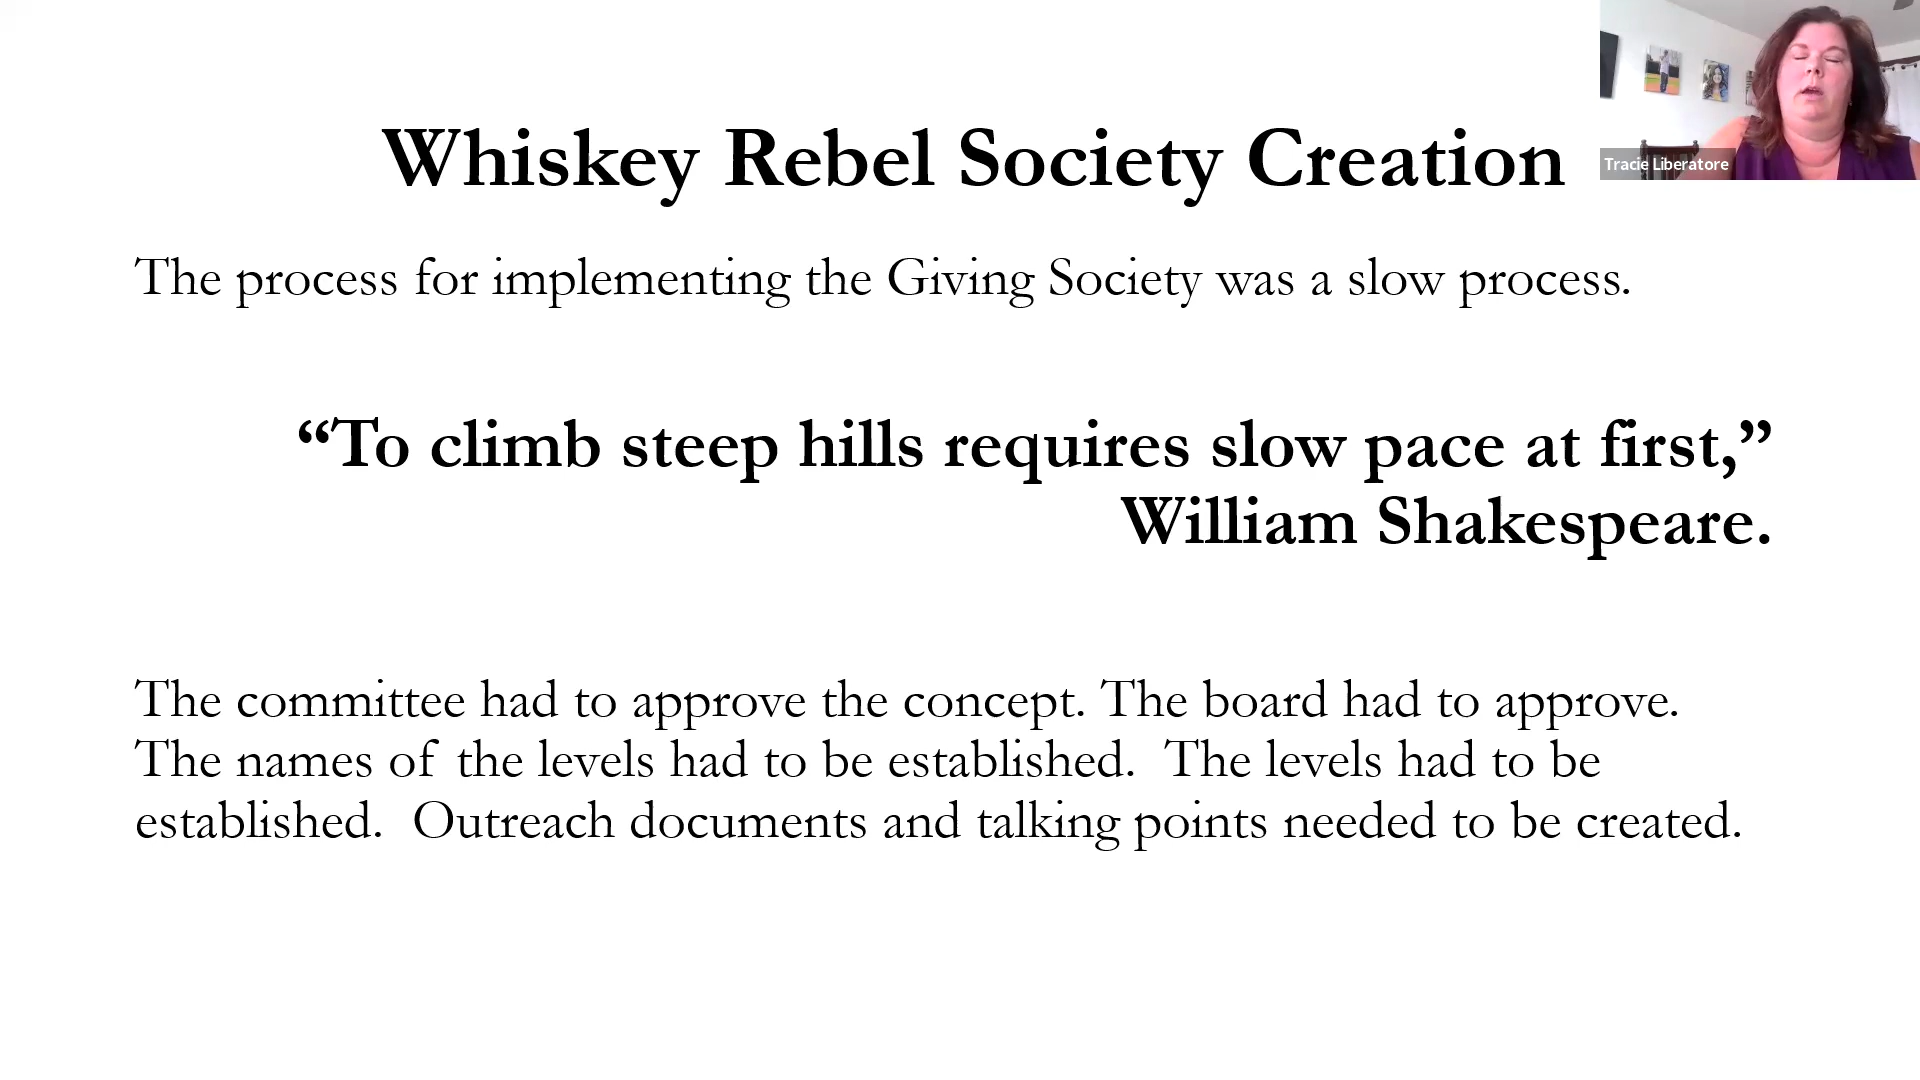 Whiskey Rebel Society Creation
Tracie Liberatore
The process for implementing the Giving Society was a slow process.
“To climb steep hills requires slow pace at first,”
William Shakespeare.
The committee had to approve the concept. The board had to approve.
The names of the levels had to be established.  The levels had to be
established.  Outreach documents and talking points needed to be created.